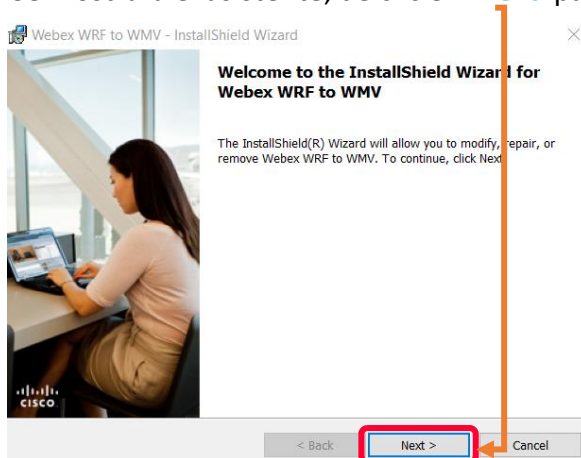 Webex WRF to WMV - InstallShield Wizard
Welcome to the InstallShield Wizard for
Webex WRF to WMV
The InstallShield(R) Wizard will allow you to modify, repair, or
remove Webex WRF to WMV. To continue, click Next.
CISCO
< Back Next > Cancel